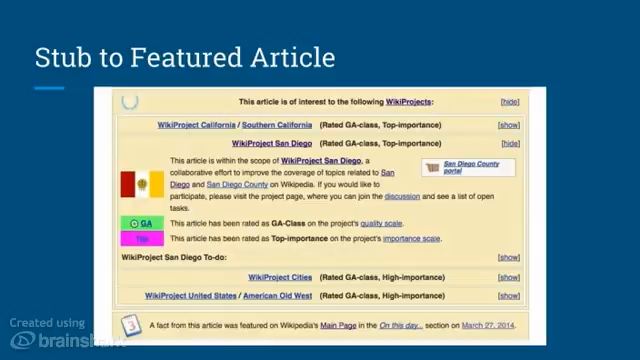 Stub to Featured Article
This article is of interest to the following WikiProjects: [hide]
WikiProject California / Southern California (Rated GA-class, Top-importance) [show]
WikiProject San Diego (Rated GA-class, Top-importance) [hide]
This article is within the scope of WikiProject San Diego, a
collaborative effort to improve the coverage of topics related to San
Diego and San Diego County on Wikipedia. If you would like to
participate, please visit the project page, where you can join the discussion and see a list of open
tasks.
San Diego County
portal
GA This article has been rated as GA-Class on the project's quality scale.
Top This article has been rated as Top-importance on the project's importance scale.
WikiProject San Diego To-do: [show]
WikiProject Cities (Rated GA-class, High-importance) [show]
WikiProject United States / American Old West (Rated GA-class, High-importance) [show]
3 A fact from this article was featured on Wikipedia's Main Page in the On this day... section on March 27, 2014.
Created using
brainshark